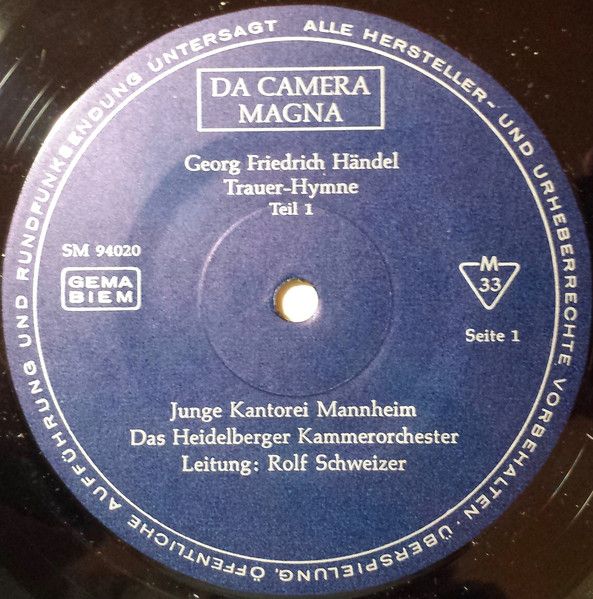 DA CAMERA
MAGNA
Georg Friedrich Händel
Trauer-Hymne
Teil 1
SM 94020
GEMA
BIEM
M
33
Seite 1
Junge Kantorei Mannheim
Das Heidelberger Kammerorchester
Leitung: Rolf Schweizer
ALLE HERSTELLER- UND URHEBERRECHTE VORBEHALTEN · ÜBERSPIELUNG, ÖFFENTLICHE AUFFÜHRUNG UND RUNDFUNKSENDUNG UNTERSAGT